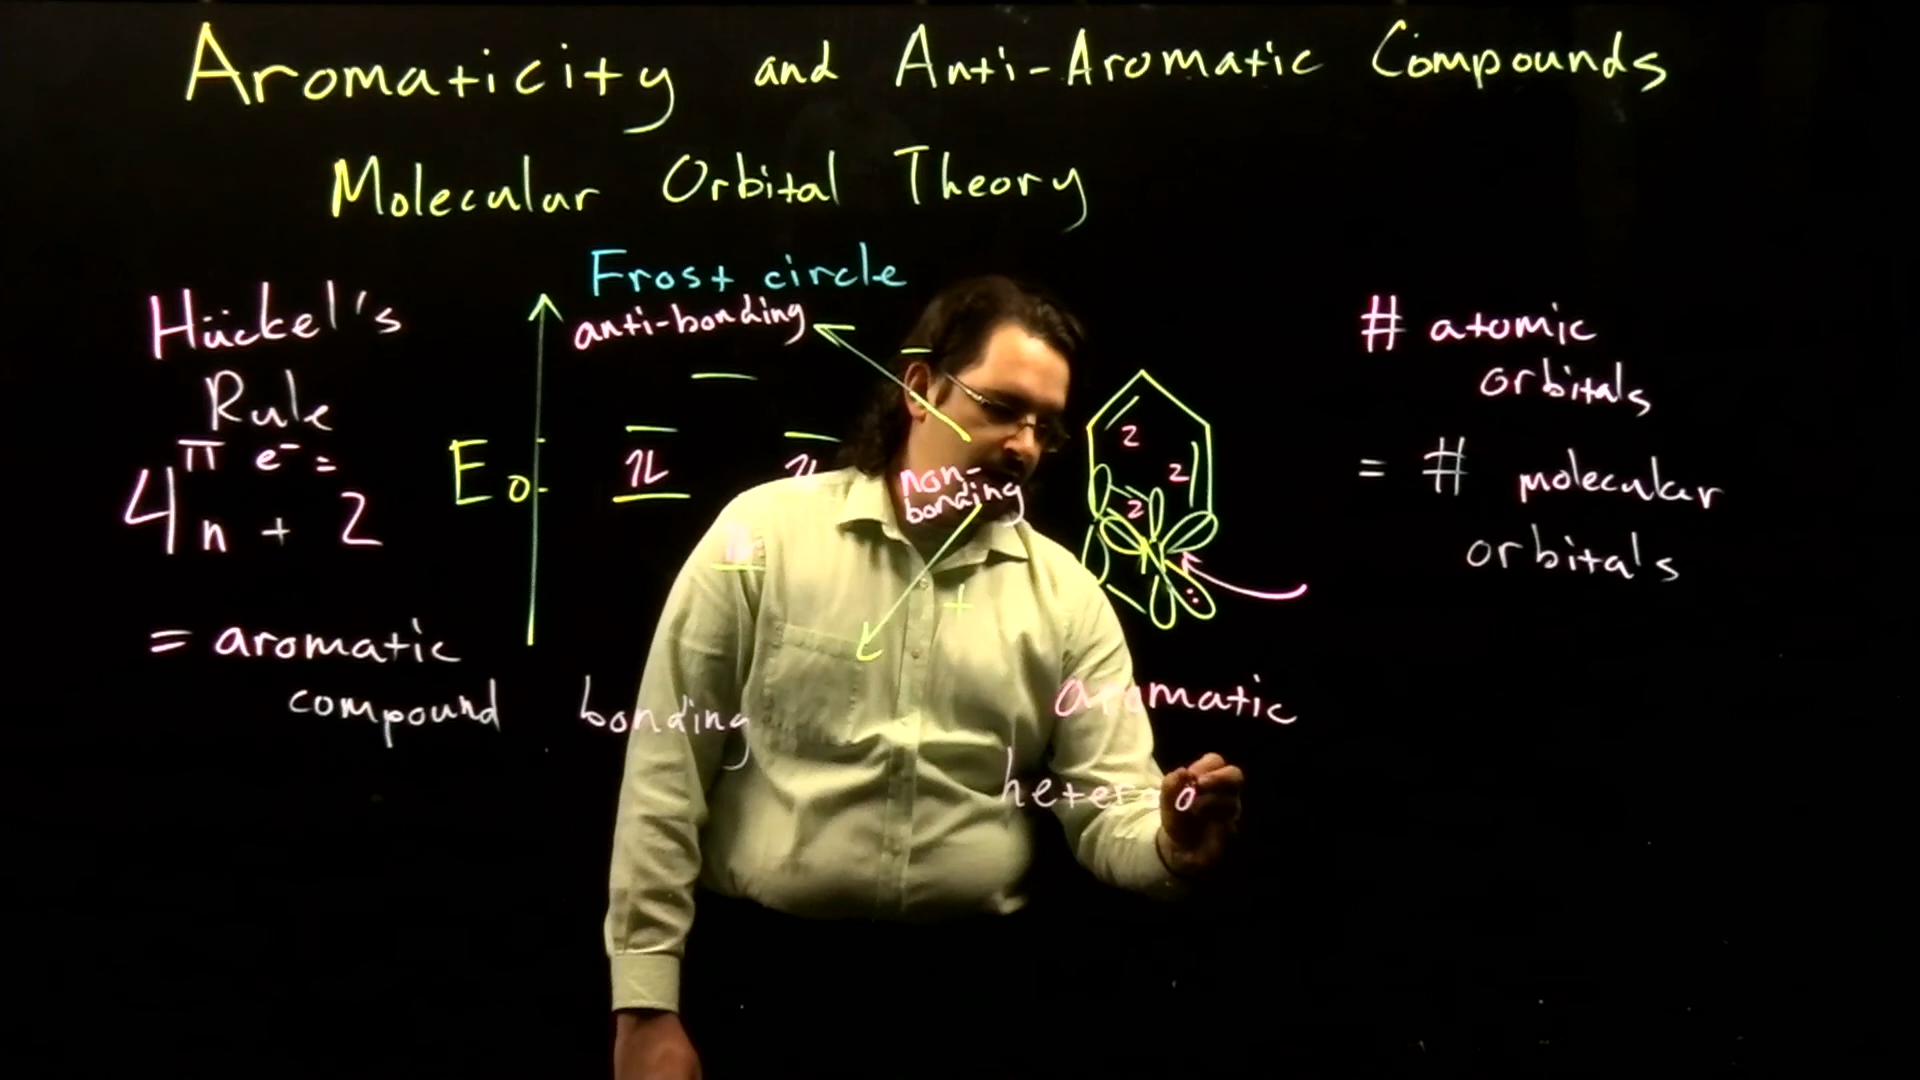 Aromaticity and Anti-Aromatic Compounds
Molecular Orbital Theory
Frost circle
anti-bonding
Hückel's
Rule
π e⁻ =
4n + 2
= aromatic
compound
E
0
non-
bonding
bonding
2
2
2
aromatic
# atomic
orbitals
= # molecular
orbitals